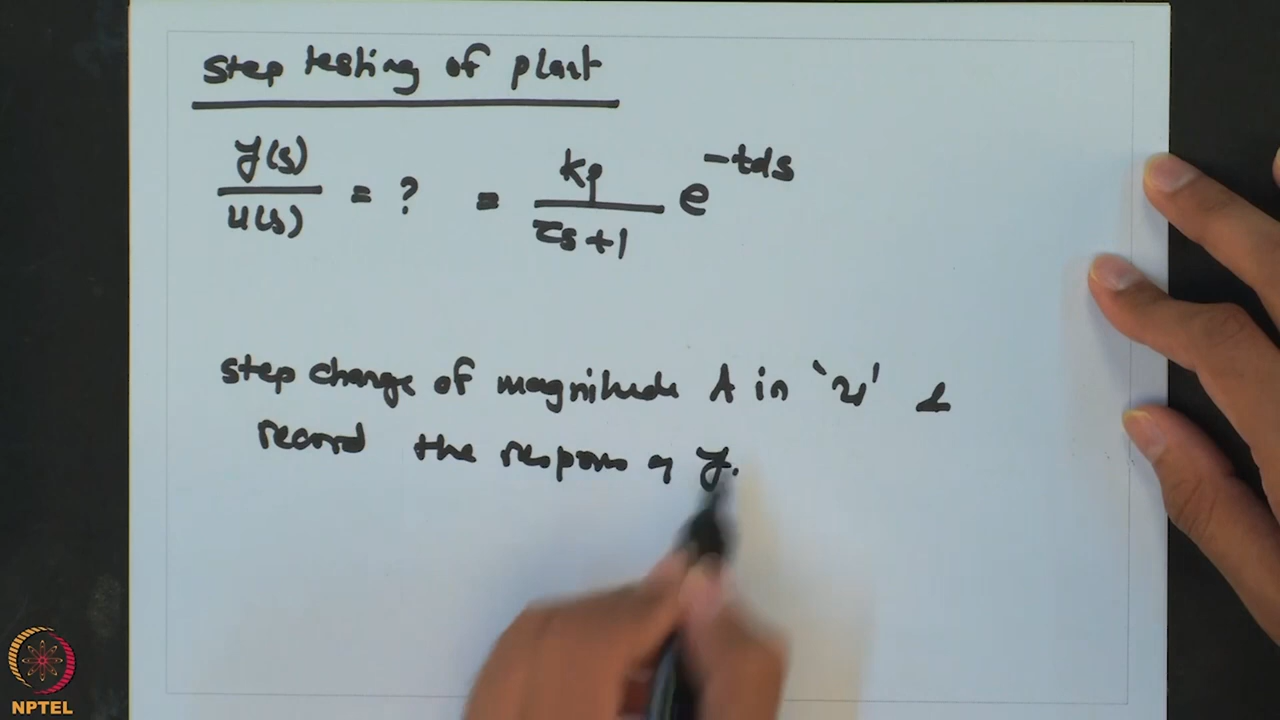 step testing of plant
y(s)/u(s) = ? = kp/τs+1 e^-tds
step change of magnitude A in 'u' &
record the response of y.
NPTEL